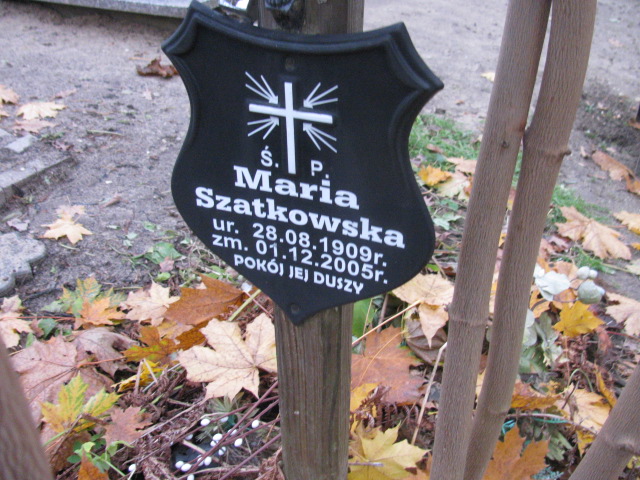 Ś. P.
Maria
Szatkowska
ur. 28.08.1909r.
zm. 01.12.2005r.
POKÓJ JEJ DUSZY